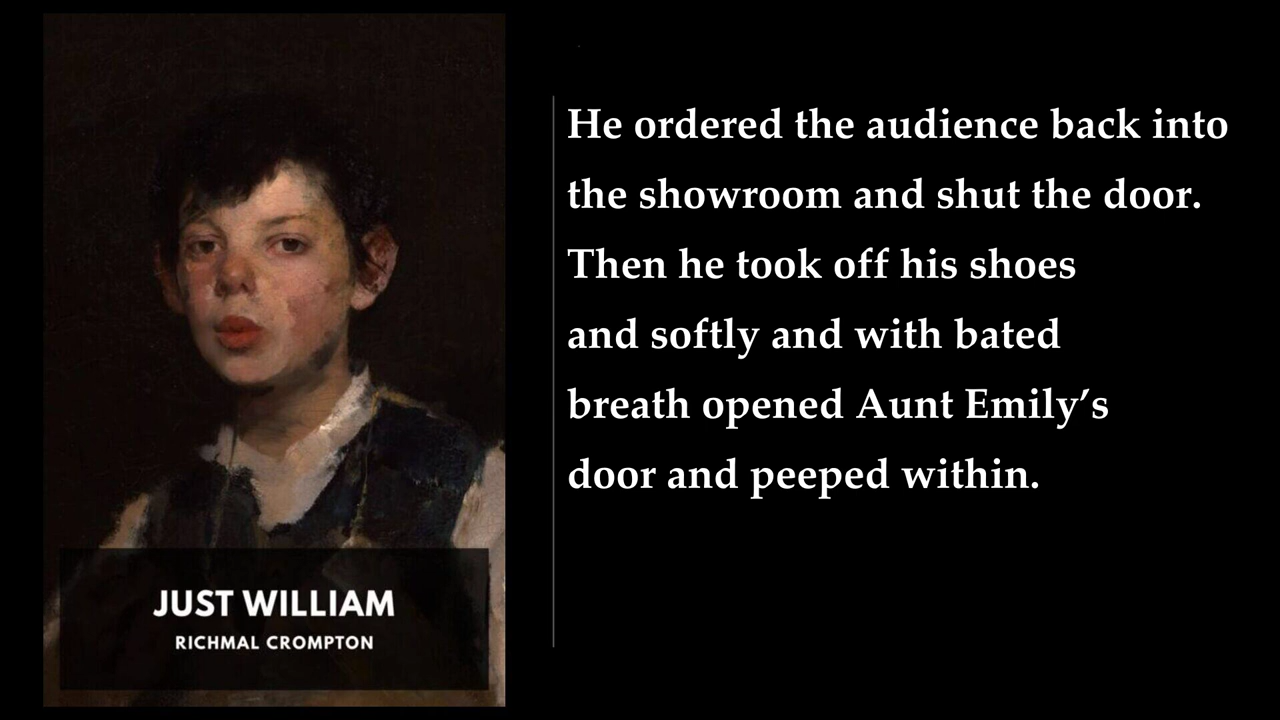 He ordered the audience back into
the showroom and shut the door.
Then he took off his shoes
and softly and with bated
breath opened Aunt Emily’s
door and peeped within.
JUST WILLIAM
RICHMAL CROMPTON